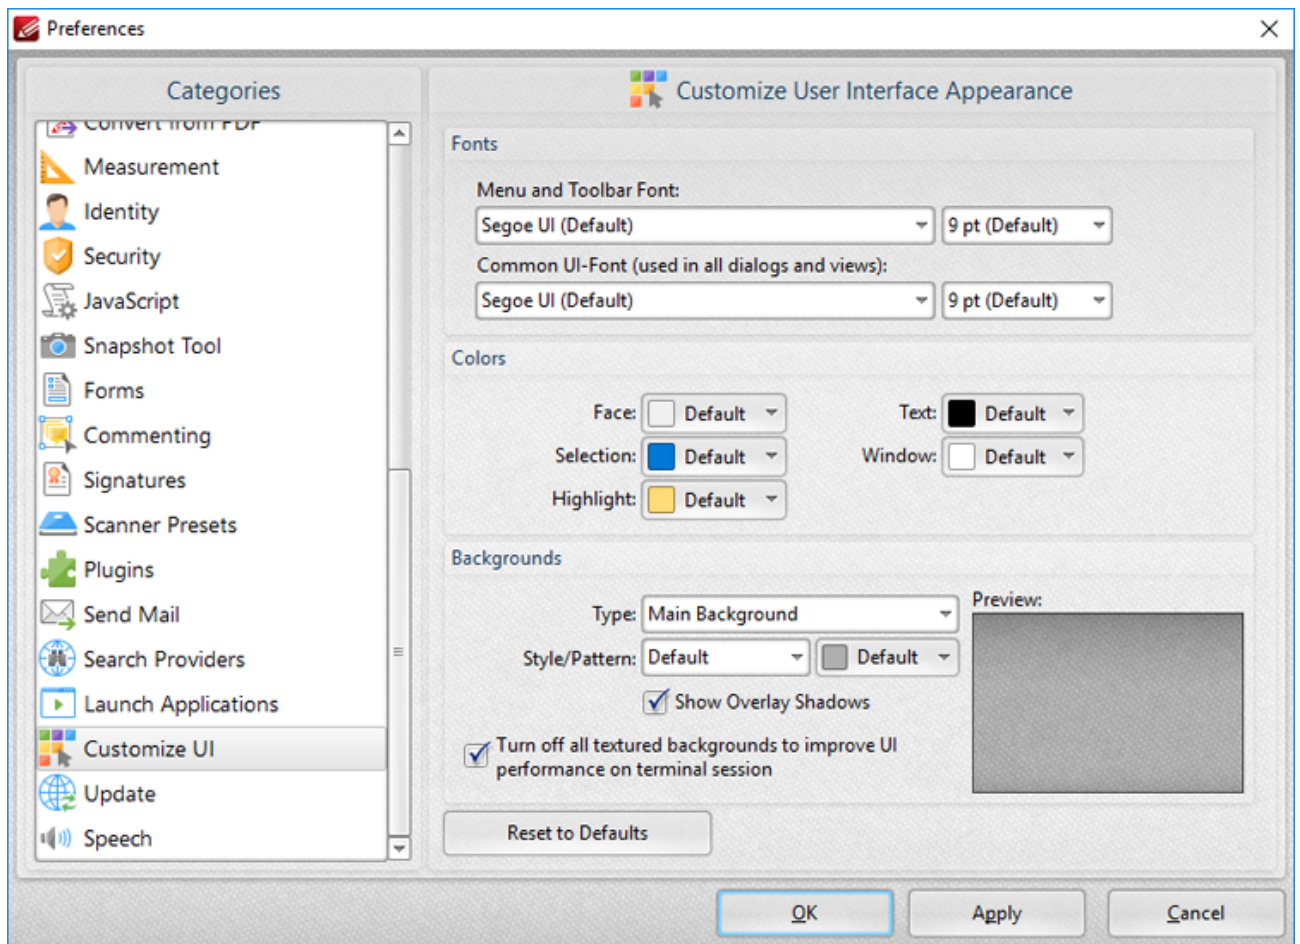 Preferences
Categories
Convert from PDF
Measurement
Identity
Security
JavaScript
Snapshot Tool
Forms
Commenting
Signatures
Scanner Presets
Plugins
Send Mail
Search Providers
Launch Applications
Customize UI
Update
Speech
Customize User Interface Appearance
Fonts
Menu and Toolbar Font:
Segoe UI (Default) 9 pt (Default)
Common UI-Font (used in all dialogs and views):
Segoe UI (Default) 9 pt (Default)
Colors
Face: Default Text: Default
Selection: Default Window: Default
Highlight: Default
Backgrounds
Type: Main Background Preview:
Style/Pattern: Default Default
Show Overlay Shadows
Turn off all textured backgrounds to improve UI
performance on terminal session
Reset to Defaults
OK Apply Cancel